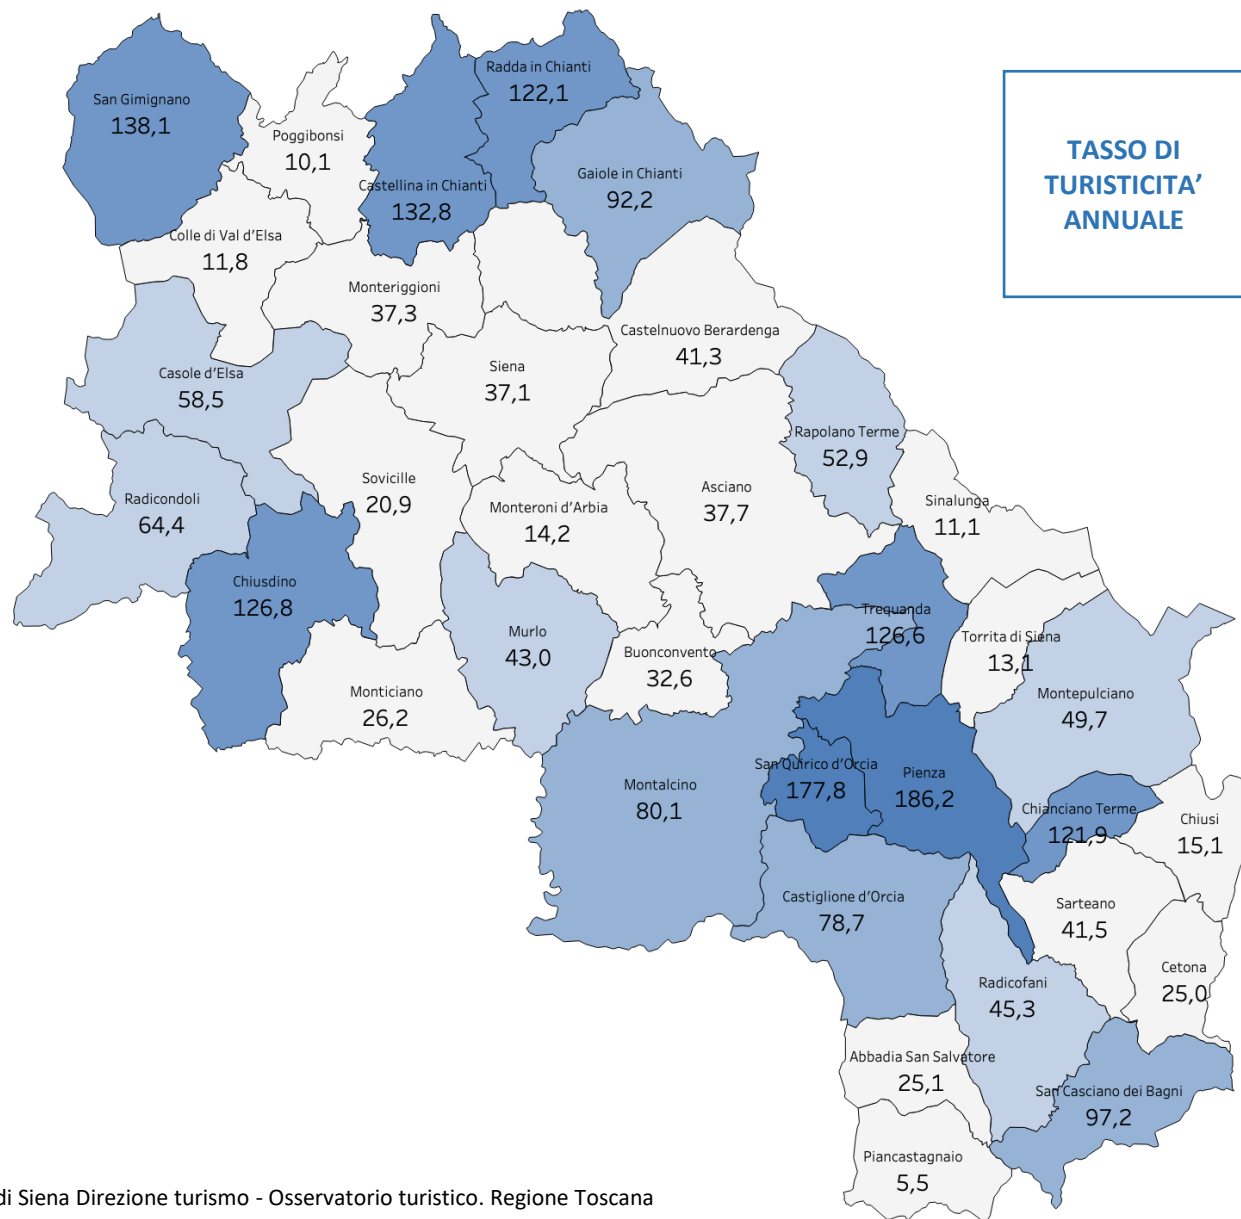 Radda in Chianti
122,1
San Gimignano
138,1
TASSO DI
TURISTICITA’
ANNUALE
Poggibonsi
10,1
Castellina in Chianti
132,8
Gaiole in Chianti
92,2
Colle di Val d’Elsa
11,8
Monteriggioni
37,3
Castelnuovo Berardenga
41,3
Casole d’Elsa
58,5
Siena
37,1
Rapolano Terme
52,9
Radicondoli
64,4
Sovicille
20,9
Monteroni d’Arbia
14,2
Asciano
37,7
Sinalunga
11,1
Chiusdino
126,8
Trequanda
126,6
Murlo
43,0
Buonconvento
32,6
Torrita di Siena
13,1
Monticiano
26,2
Montepulciano
49,7
Montalcino
80,1
San Quirico d’Orcia
177,8
Pienza
186,2
Chianciano Terme
121,9
Chiusi
15,1
Castiglione d’Orcia
78,7
Sarteano
41,5
Cetona
25,0
Radicofani
45,3
Abbadia San Salvatore
25,1
San Casciano dei Bagni
97,2
Piancastagnaio
5,5
di Siena Direzione turismo - Osservatorio turistico. Regione Toscana